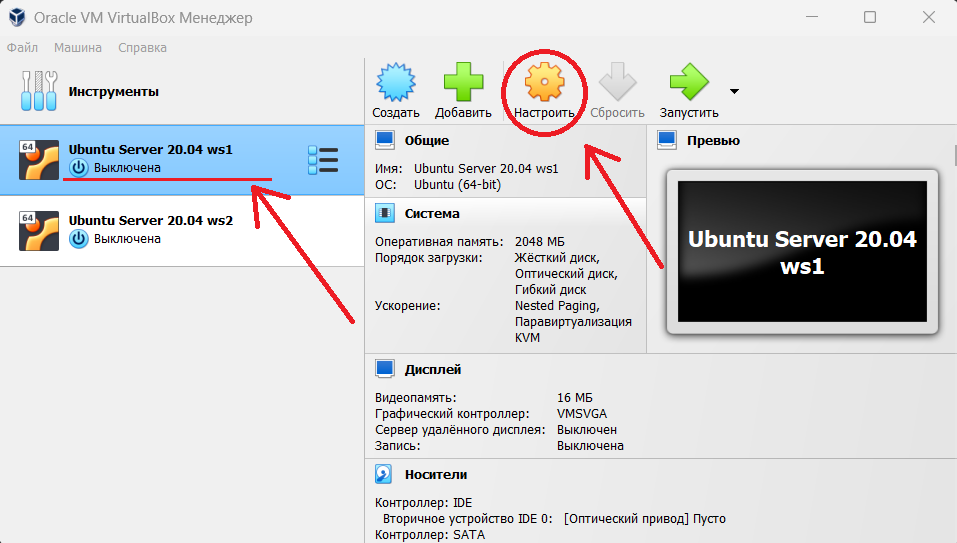 Oracle VM VirtualBox Менеджер
Файл Машина Справка
Инструменты
Создать Добавить Настроить Сбросить Запустить
64
Ubuntu Server 20.04 ws1
Выключена
64
Ubuntu Server 20.04 ws2
Выключена
Общие
Имя: Ubuntu Server 20.04 ws1
ОС: Ubuntu (64-bit)
Система
Оперативная память: 2048 МБ
Порядок загрузки: Жёсткий диск,
Оптический диск,
Гибкий диск
Ускорение: Nested Paging,
Паравиртуализация
KVM
Превью
Ubuntu Server 20.04
ws1
Дисплей
Видеопамять: 16 МБ
Графический контроллер: VMSVGA
Сервер удалённого дисплея: Выключен
Запись: Выключена
Носители
Контроллер: IDE
Вторичное устройство IDE 0: [Оптический привод] Пусто
Контроллер: SATA